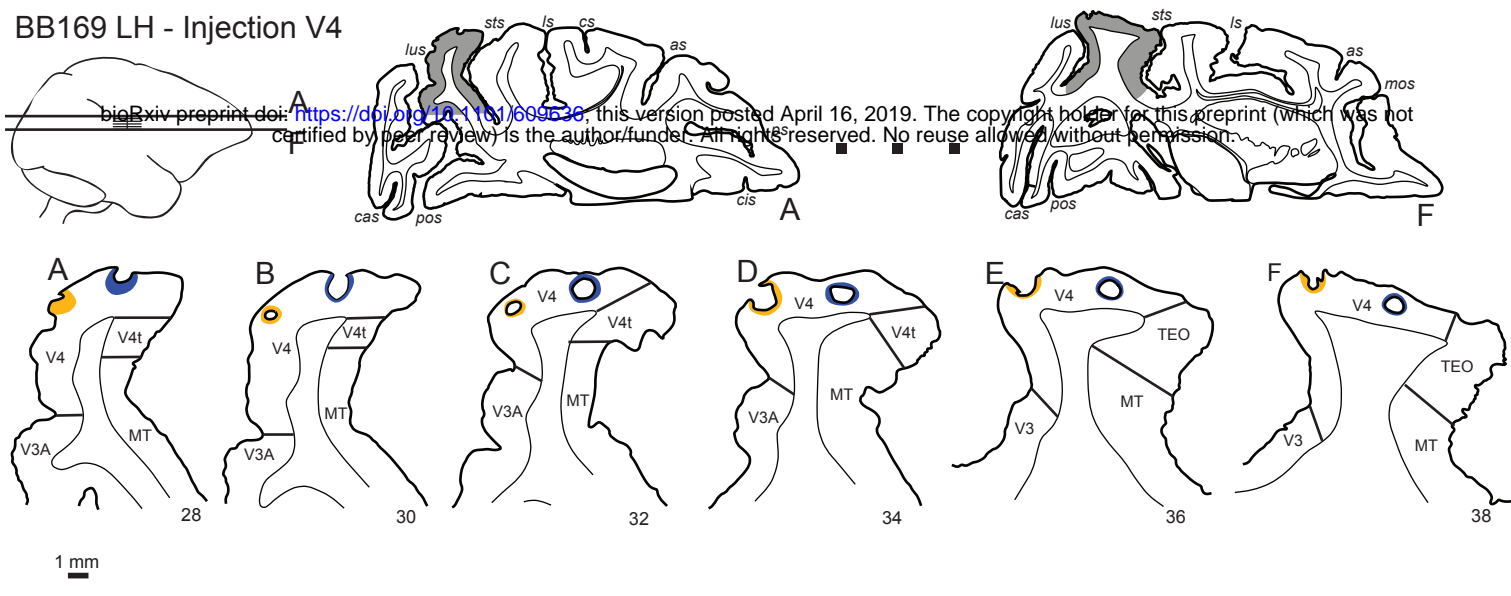 BB169 LH - Injection V4
A
F
lus
sts
ls
cs
as
as
cas
pos
cis
A
lus
sts
ls
as
mos
cas
pos
F
bioRxiv preprint doi: https://doi.org/10.1101/609636; this version posted April 16, 2019. The copyright holder for this preprint (which was not
certified by peer review) is the author/funder. All rights reserved. No reuse allowed without permission.
A
V4
V4t
V3A
MT
28
B
V4
V4t
V3A
MT
30
C
V4
V4t
V3A
MT
32
D
V4
V4t
V3A
MT
34
E
V4
TEO
V3
MT
36
F
V4
TEO
V3
MT
38
1 mm